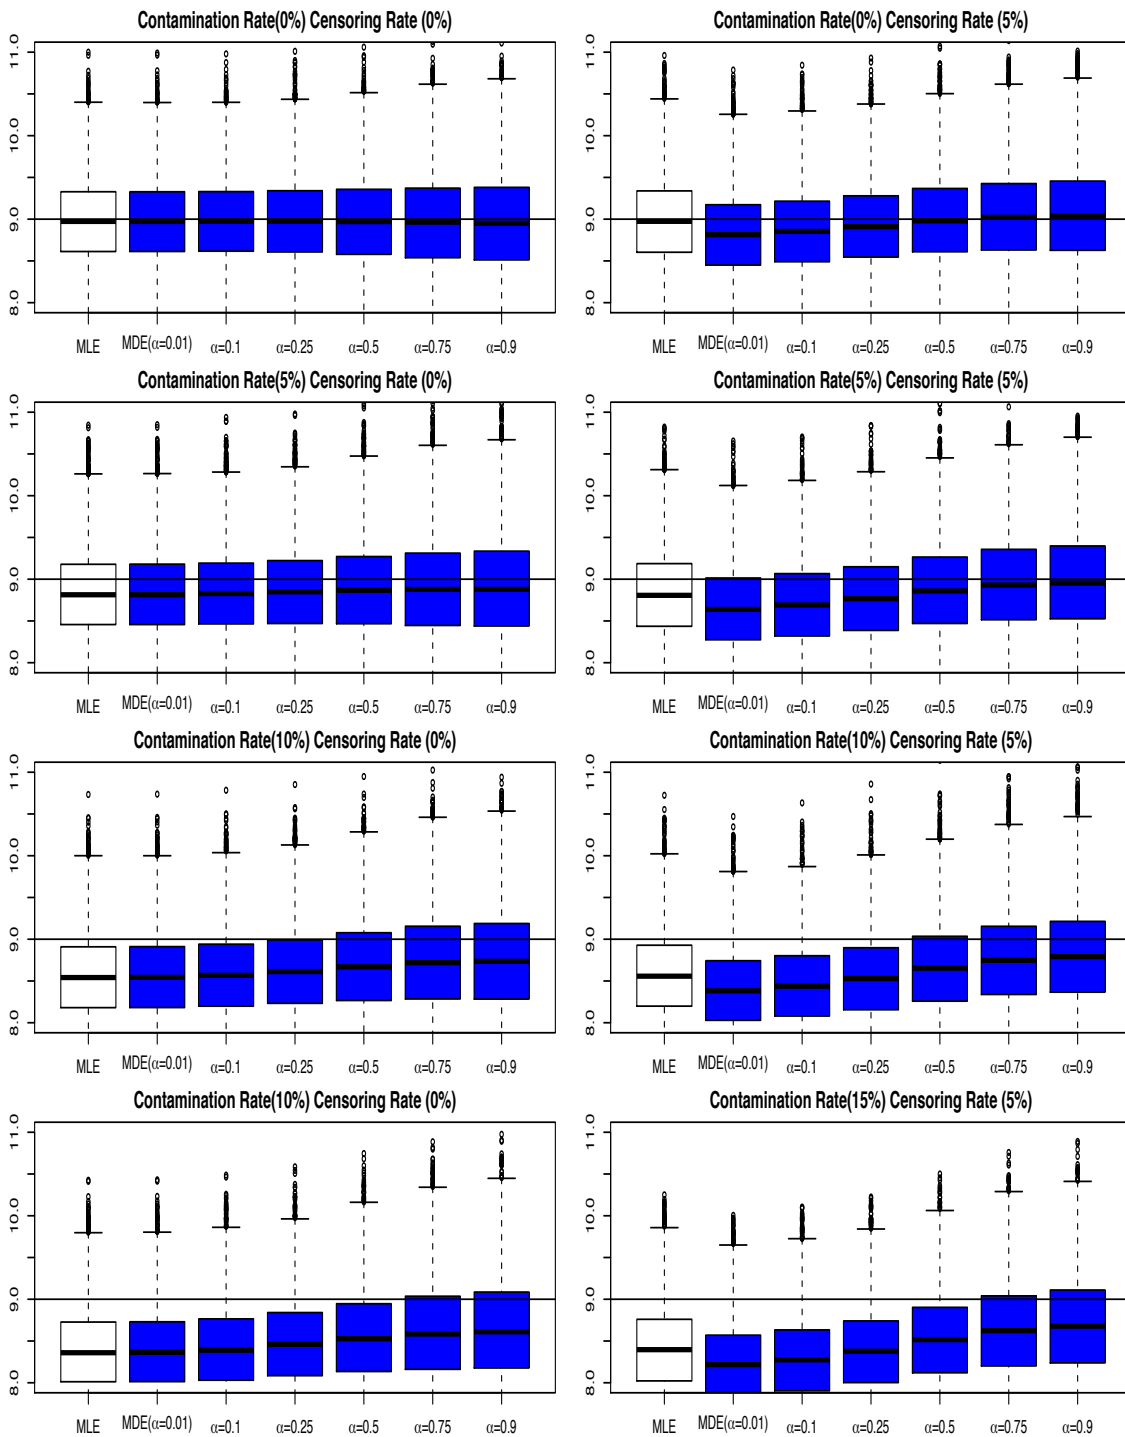 Contamination Rate(0%) Censoring Rate (0%)
11.0
10.0
9.0
8.0
MLE MDE(α=0.01) α=0.1 α=0.25 α=0.5 α=0.75 α=0.9
Contamination Rate(0%) Censoring Rate (5%)
11.0
10.0
9.0
8.0
MLE MDE(α=0.01) α=0.1 α=0.25 α=0.5 α=0.75 α=0.9
Contamination Rate(5%) Censoring Rate (0%)
11.0
10.0
9.0
8.0
MLE MDE(α=0.01) α=0.1 α=0.25 α=0.5 α=0.75 α=0.9
Contamination Rate(5%) Censoring Rate (5%)
11.0
10.0
9.0
8.0
MLE MDE(α=0.01) α=0.1 α=0.25 α=0.5 α=0.75 α=0.9
Contamination Rate(10%) Censoring Rate (0%)
11.0
10.0
9.0
8.0
MLE MDE(α=0.01) α=0.1 α=0.25 α=0.5 α=0.75 α=0.9
Contamination Rate(10%) Censoring Rate (5%)
11.0
10.0
9.0
8.0
MLE MDE(α=0.01) α=0.1 α=0.25 α=0.5 α=0.75 α=0.9
Contamination Rate(10%) Censoring Rate (0%)
11.0
10.0
9.0
8.0
MLE MDE(α=0.01) α=0.1 α=0.25 α=0.5 α=0.75 α=0.9
Contamination Rate(15%) Censoring Rate (5%)
11.0
10.0
9.0
8.0
MLE MDE(α=0.01) α=0.1 α=0.25 α=0.5 α=0.75 α=0.9